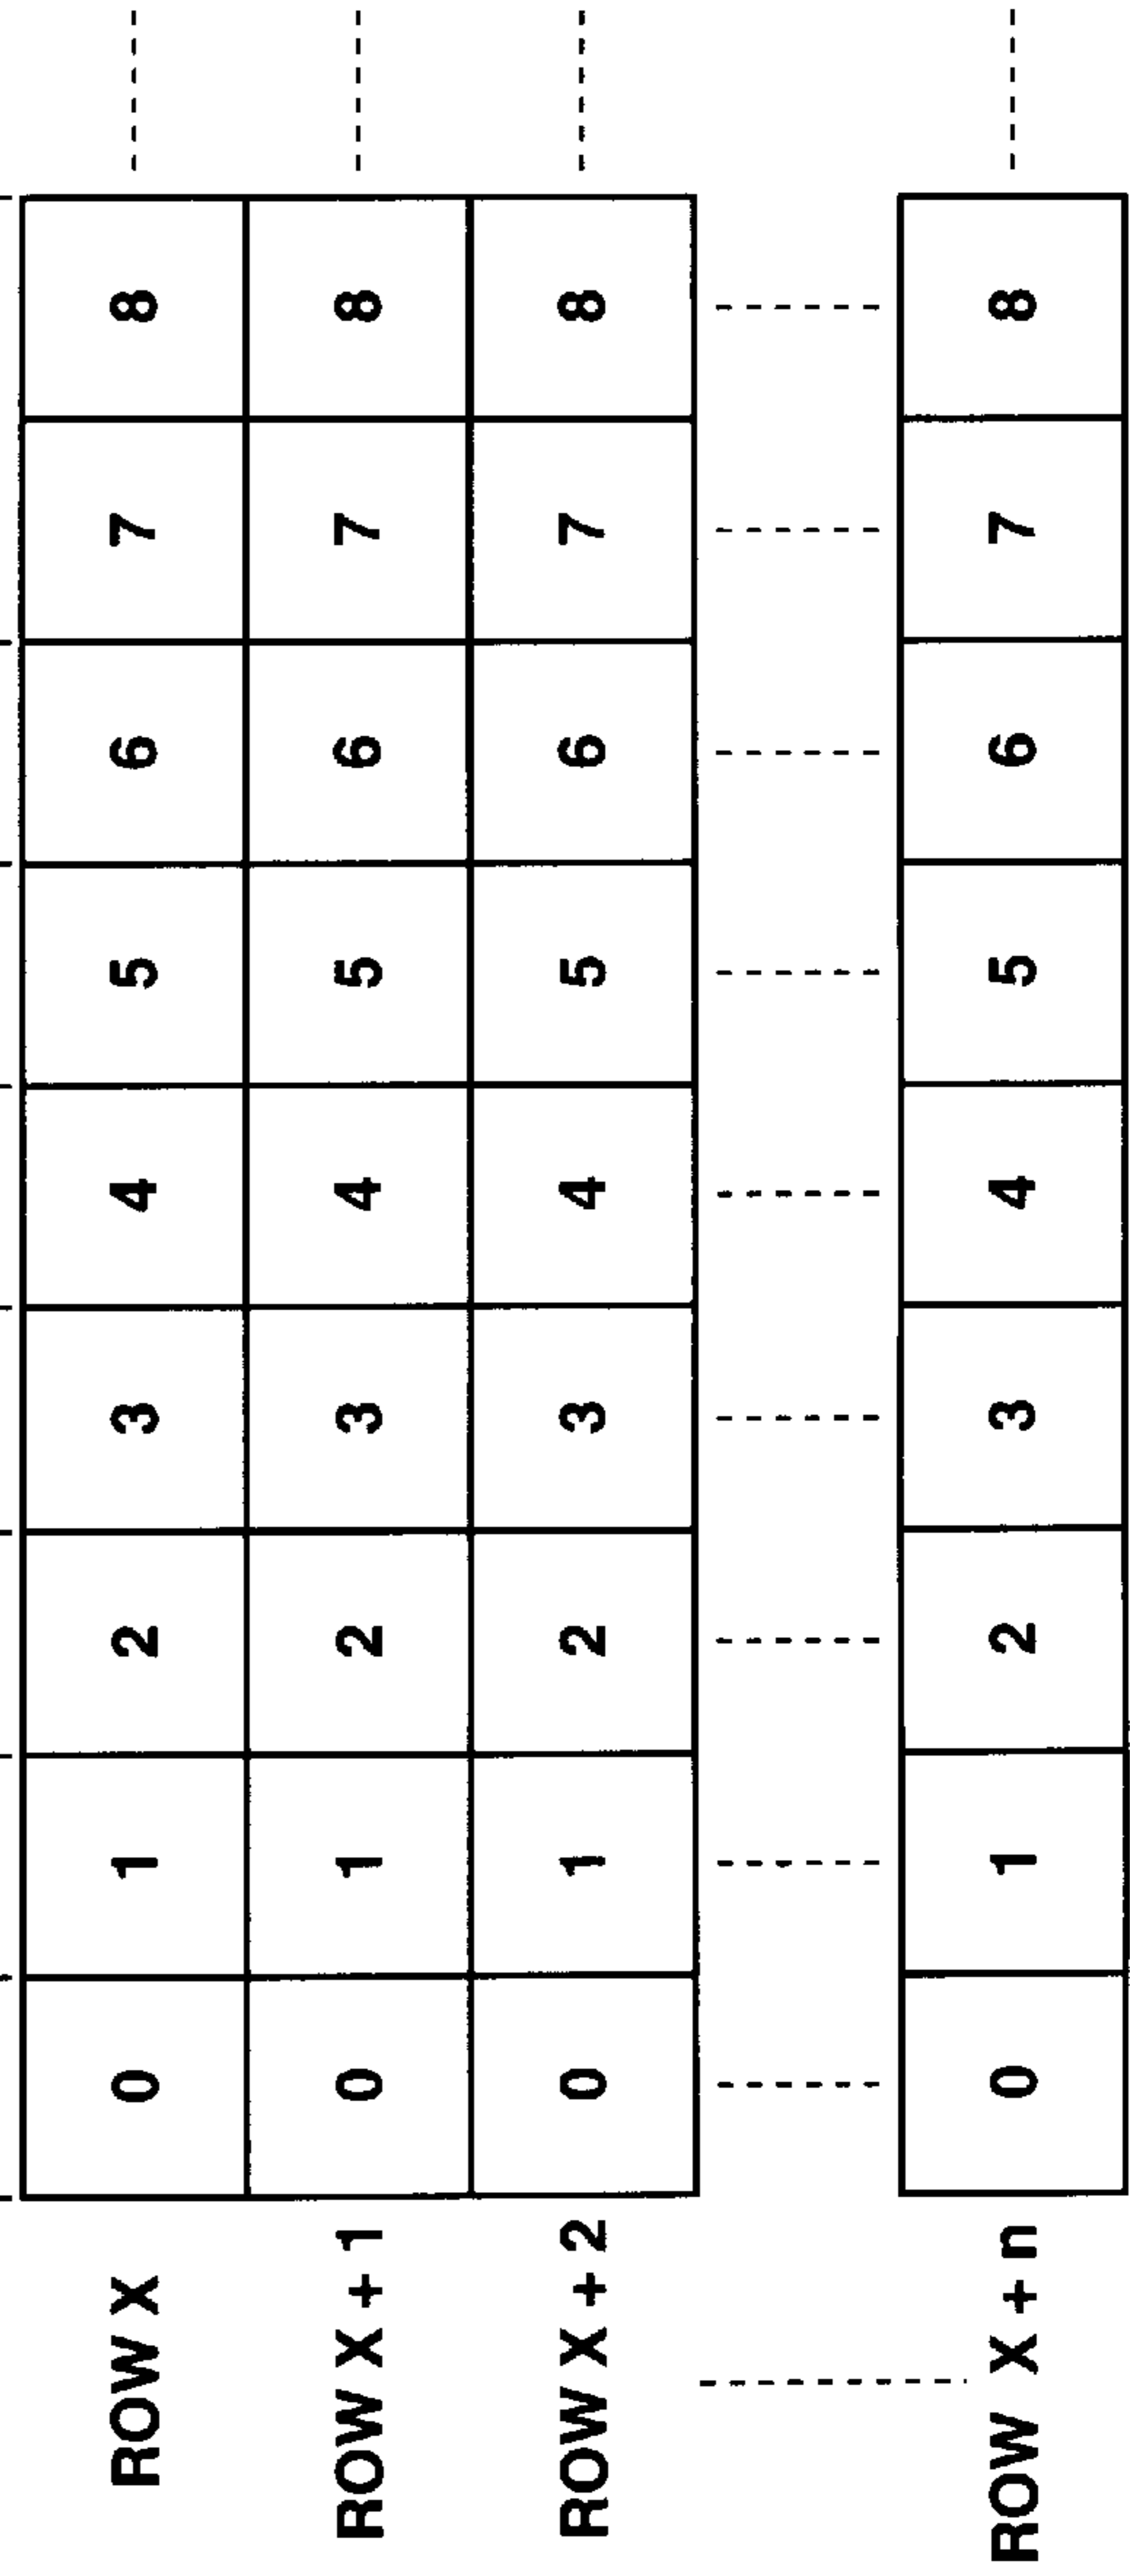 ROW X 0 1 2 3 4 5 6 7 8
ROW X + 1 0 1 2 3 4 5 6 7 8
ROW X + 2 0 1 2 3 4 5 6 7 8
ROW X + n 0 1 2 3 4 5 6 7 8